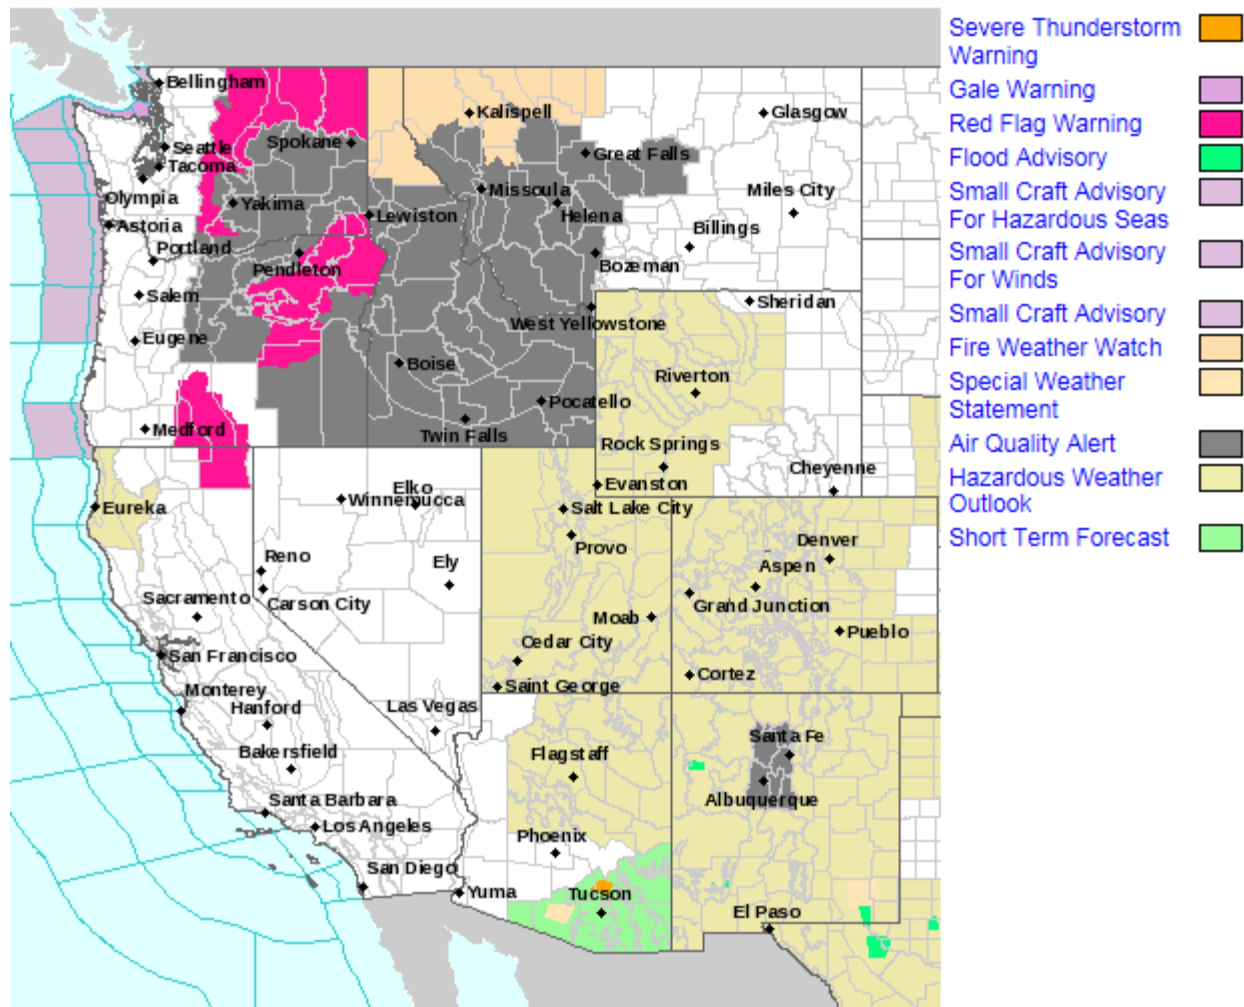 Severe Thunderstorm
Warning
Gale Warning
Red Flag Warning
Flood Advisory
Small Craft Advisory
For Hazardous Seas
Small Craft Advisory
For Winds
Small Craft Advisory
Fire Weather Watch
Special Weather
Statement
Air Quality Alert
Hazardous Weather
Outlook
Short Term Forecast
Bellingham
Kalispell
Glasgow
Seattle
Spokane
Great Falls
Tacoma
Olympia
Yakima
Missoula
Miles City
Astoria
Lewiston
Helena
Billings
Portland
Pendleton
Bozeman
Salem
Sheridan
Eugene
West Yellowstone
Boise
Riverton
Pocatello
Medford
Twin Falls
Rock Springs
Cheyenne
Evanston
Elko
Winnemucca
Eureka
Salt Lake City
Provo
Denver
Reno
Ely
Aspen
Sacramento
Carson City
Grand Junction
Moab
Pueblo
San Francisco
Cedar City
Cortez
Monterey
Saint George
Hanford
Las Vegas
Bakersfield
Flagstaff
Santa Fe
Santa Barbara
Albuquerque
Los Angeles
Phoenix
San Diego
Yuma
Tucson
El Paso